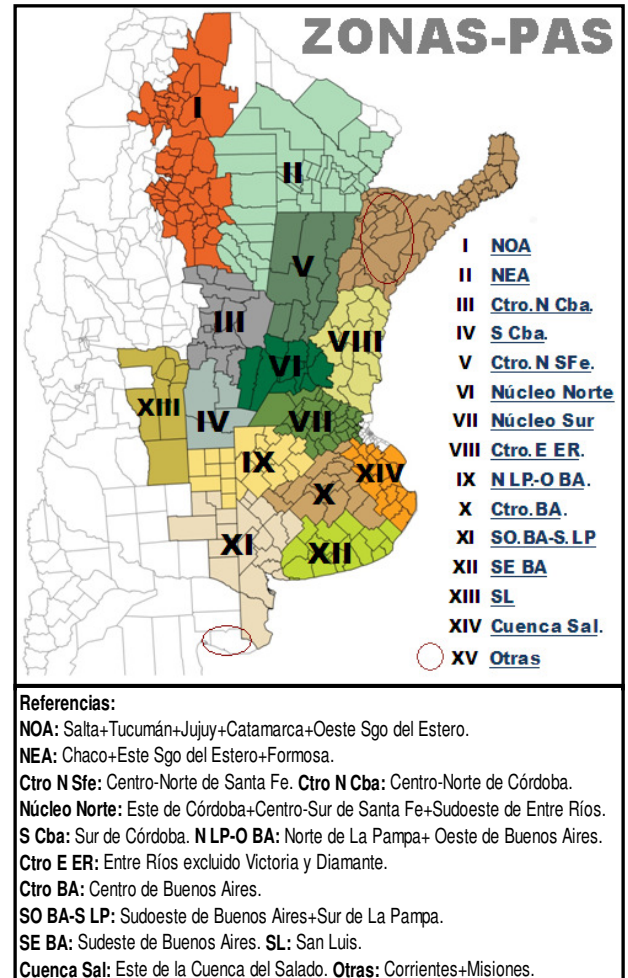 ZONAS-PAS
I
II
V
III
VIII
VI
XIII
IV
VII
IX
XIV
X
XI
XII
I NOA
II NEA
III Ctro.N Cba.
IV S Cba.
V Ctro.N SFe.
VI Núcleo Norte
VII Núcleo Sur
VIII Ctro.E ER.
IX N LP.-O BA.
X Ctro.BA.
XI SO.BA-S.LP
XII SE BA
XIII SL
XIV Cuenca Sal.
XV Otras
Referencias:
NOA: Salta+Tucumán+Jujuy+Catamarca+Oeste Sgo del Estero.
NEA: Chaco+Este Sgo del Estero+Formosa.
Ctro N Sfe: Centro-Norte de Santa Fe. Ctro N Cba: Centro-Norte de Córdoba.
Núcleo Norte: Este de Córdoba+Centro-Sur de Santa Fe+Sudoeste de Entre Ríos.
S Cba: Sur de Córdoba. N LP-O BA: Norte de La Pampa+ Oeste de Buenos Aires.
Ctro E ER: Entre Ríos excluido Victoria y Diamante.
Ctro BA: Centro de Buenos Aires.
SO BA-S LP: Sudoeste de Buenos Aires+Sur de La Pampa.
SE BA: Sudeste de Buenos Aires. SL: San Luis.
Cuenca Sal: Este de la Cuenca del Salado. Otras: Corrientes+Misiones.